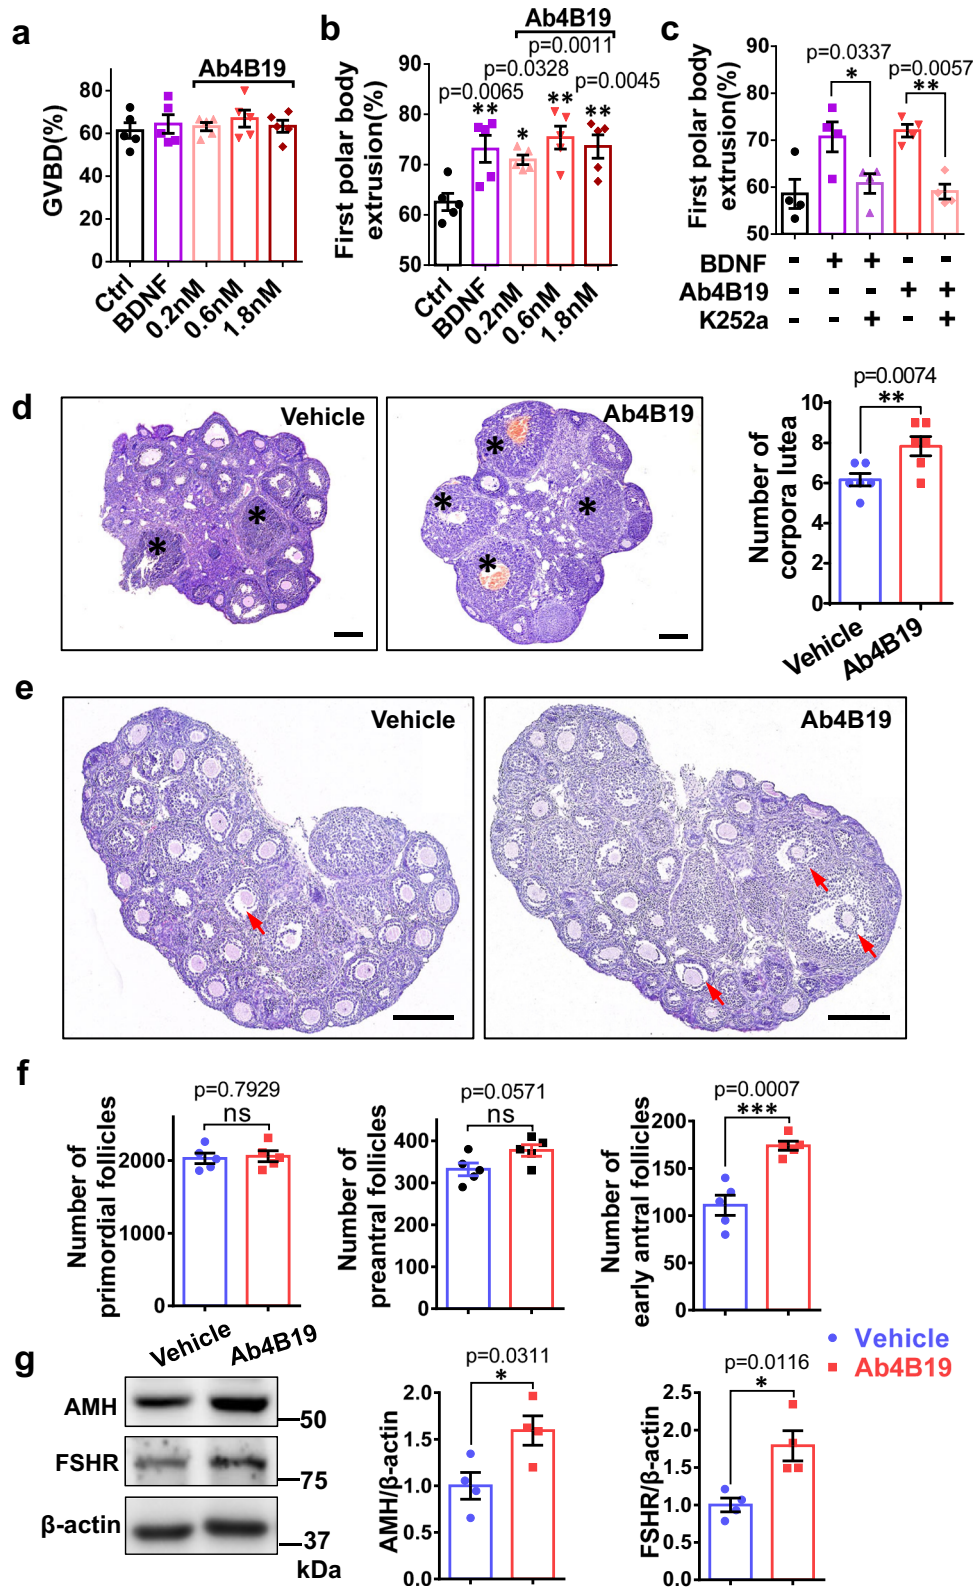 a
GVBD(%)
80
60
40
20
0
Ab4B19
Ctrl
BDNF
0.2nM
0.6nM
1.8nM
b
First polar body
extrusion(%)
90
80
70
60
50
Ab4B19
p=0.0011
p=0.0328
p=0.0065
p=0.0045
**
*
**
**
Ctrl
BDNF
0.2nM
0.6nM
1.8nM
c
First polar body
extrusion(%)
90
80
70
60
50
p=0.0337
*
p=0.0057
**
BDNF - + + - -
Ab4B19 - - - + +
K252a - - + - +
d
Vehicle
*
*
Ab4B19
*
*
*
*
Number of
corpora lutea
10
8
6
4
2
0
p=0.0074
**
Vehicle
Ab4B19
e
Vehicle
Ab4B19
f
Number of
primordial follicles
2000
1000
0
p=0.7929
ns
Number of
preantral follicles
400
300
200
100
0
p=0.0571
ns
Number of
early antral follicles
200
150
100
50
0
p=0.0007
***
Vehicle
Ab4B19
g
Vehicle
Ab4B19
AMH
50
FSHR
75
β-actin
37
kDa
AMH/β-actin
2.0
1.5
1.0
0.5
0.0
p=0.0311
*
FSHR/β-actin
2.5
2.0
1.5
1.0
0.5
0.0
p=0.0116
*